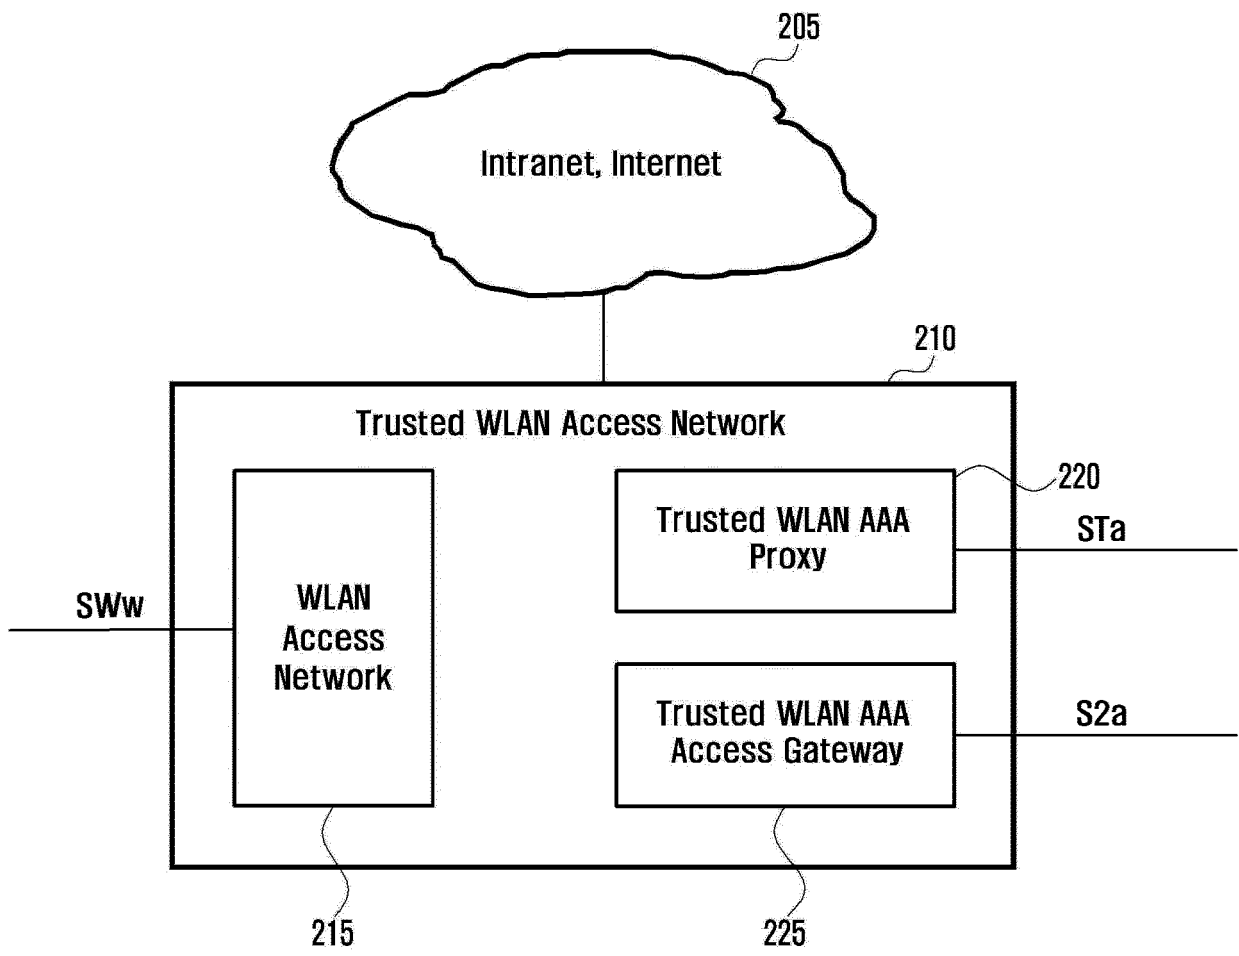 205
Intranet, Internet
210
Trusted WLAN Access Network
220
Trusted WLAN AAA
Proxy
STa
WLAN
Access
Network
SWw
Trusted WLAN AAA
Access Gateway
S2a
215
225